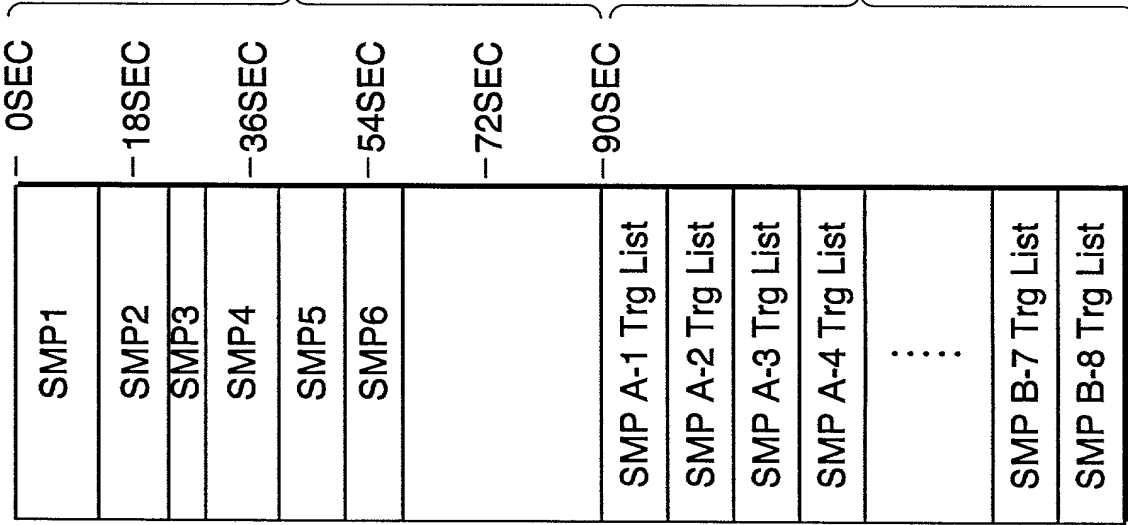 0SEC
18SEC
36SEC
54SEC
72SEC
90SEC
SMP1
SMP2
SMP3
SMP4
SMP5
SMP6
SMP A-1 Trg List
SMP A-2 Trg List
SMP A-3 Trg List
SMP A-4 Trg List
.....
SMP B-7 Trg List
SMP B-8 Trg List